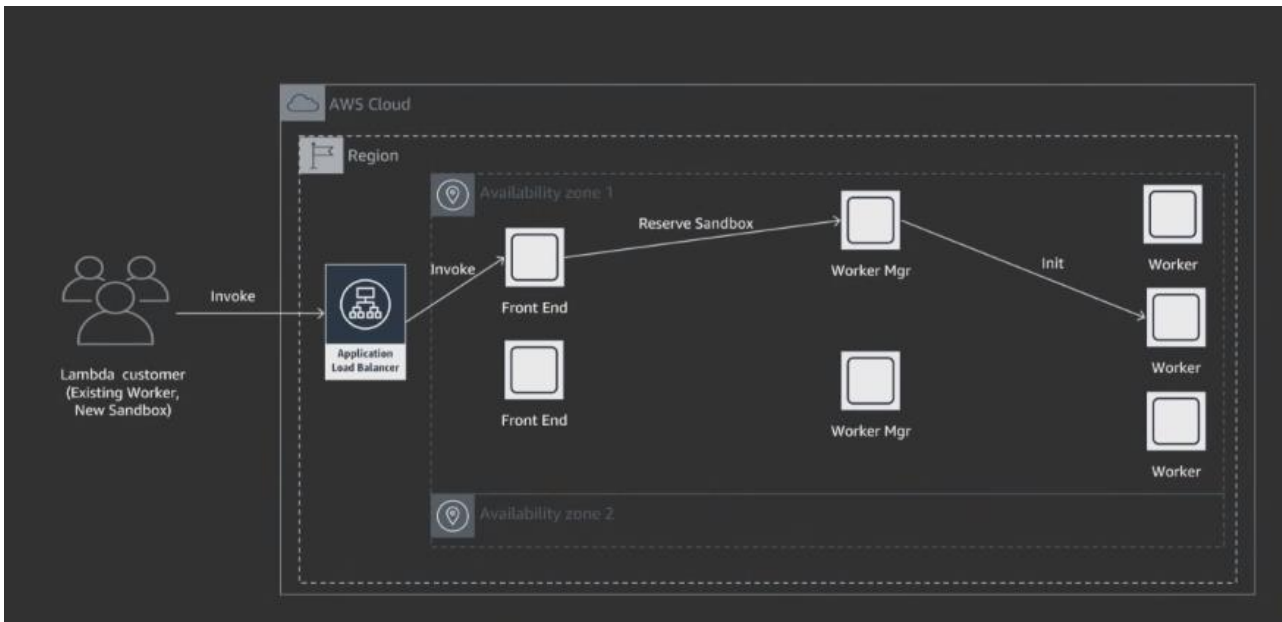 AWS Cloud
Region
Availability zone 1
Reserve Sandbox
Invoke
Init
Worker Mgr
Worker
Invoke
Front End
Application
Load Balancer
Worker
Lambda customer
(Existing Worker,
New Sandbox)
Front End
Worker Mgr
Worker
Availability zone 2